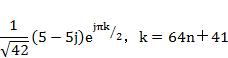 1/√42 (5 − 5j)e^{jπk/2}, k = 64n+41